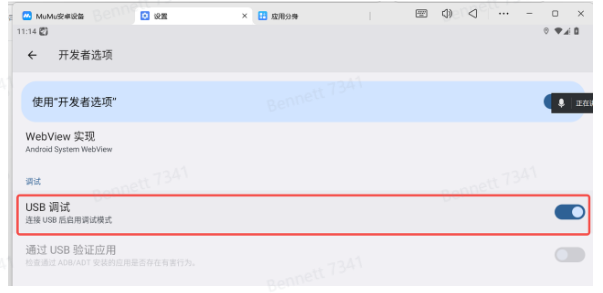 MuMu安卓设备
设置
应用分身
11:14
开发者选项
使用"开发者选项"
正在讲
WebView 实现
Android System WebView
调试
USB 调试
连接 USB 后启用调试模式
通过 USB 验证应用
检查通过 ADB/ADT 安装的应用是否存在有害行为。
Bennett 7341
Bennett 7341
Bennett 7341
Bennett 7341
Bennett 7341